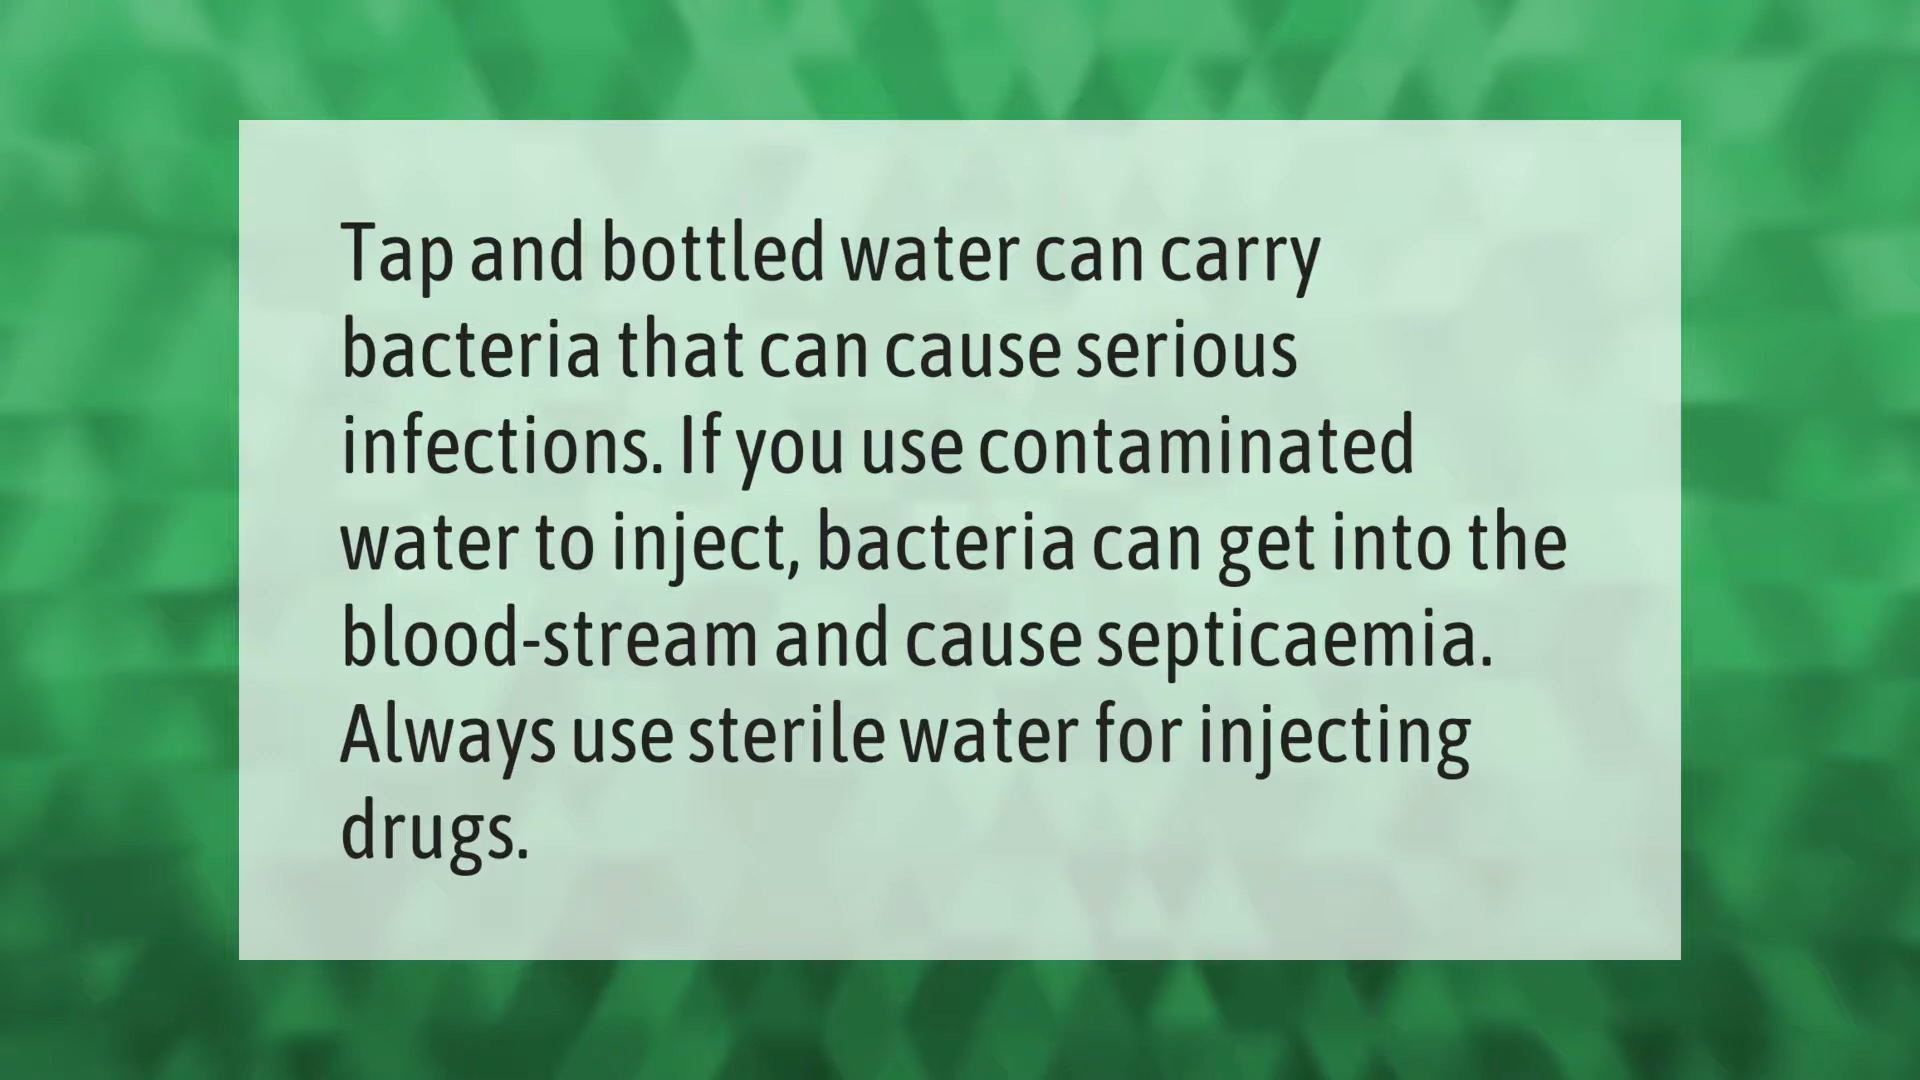 Tap and bottled water can carry
bacteria that can cause serious
infections. If you use contaminated
water to inject, bacteria can get into the
blood-stream and cause septicaemia.
Always use sterile water for injecting
drugs.